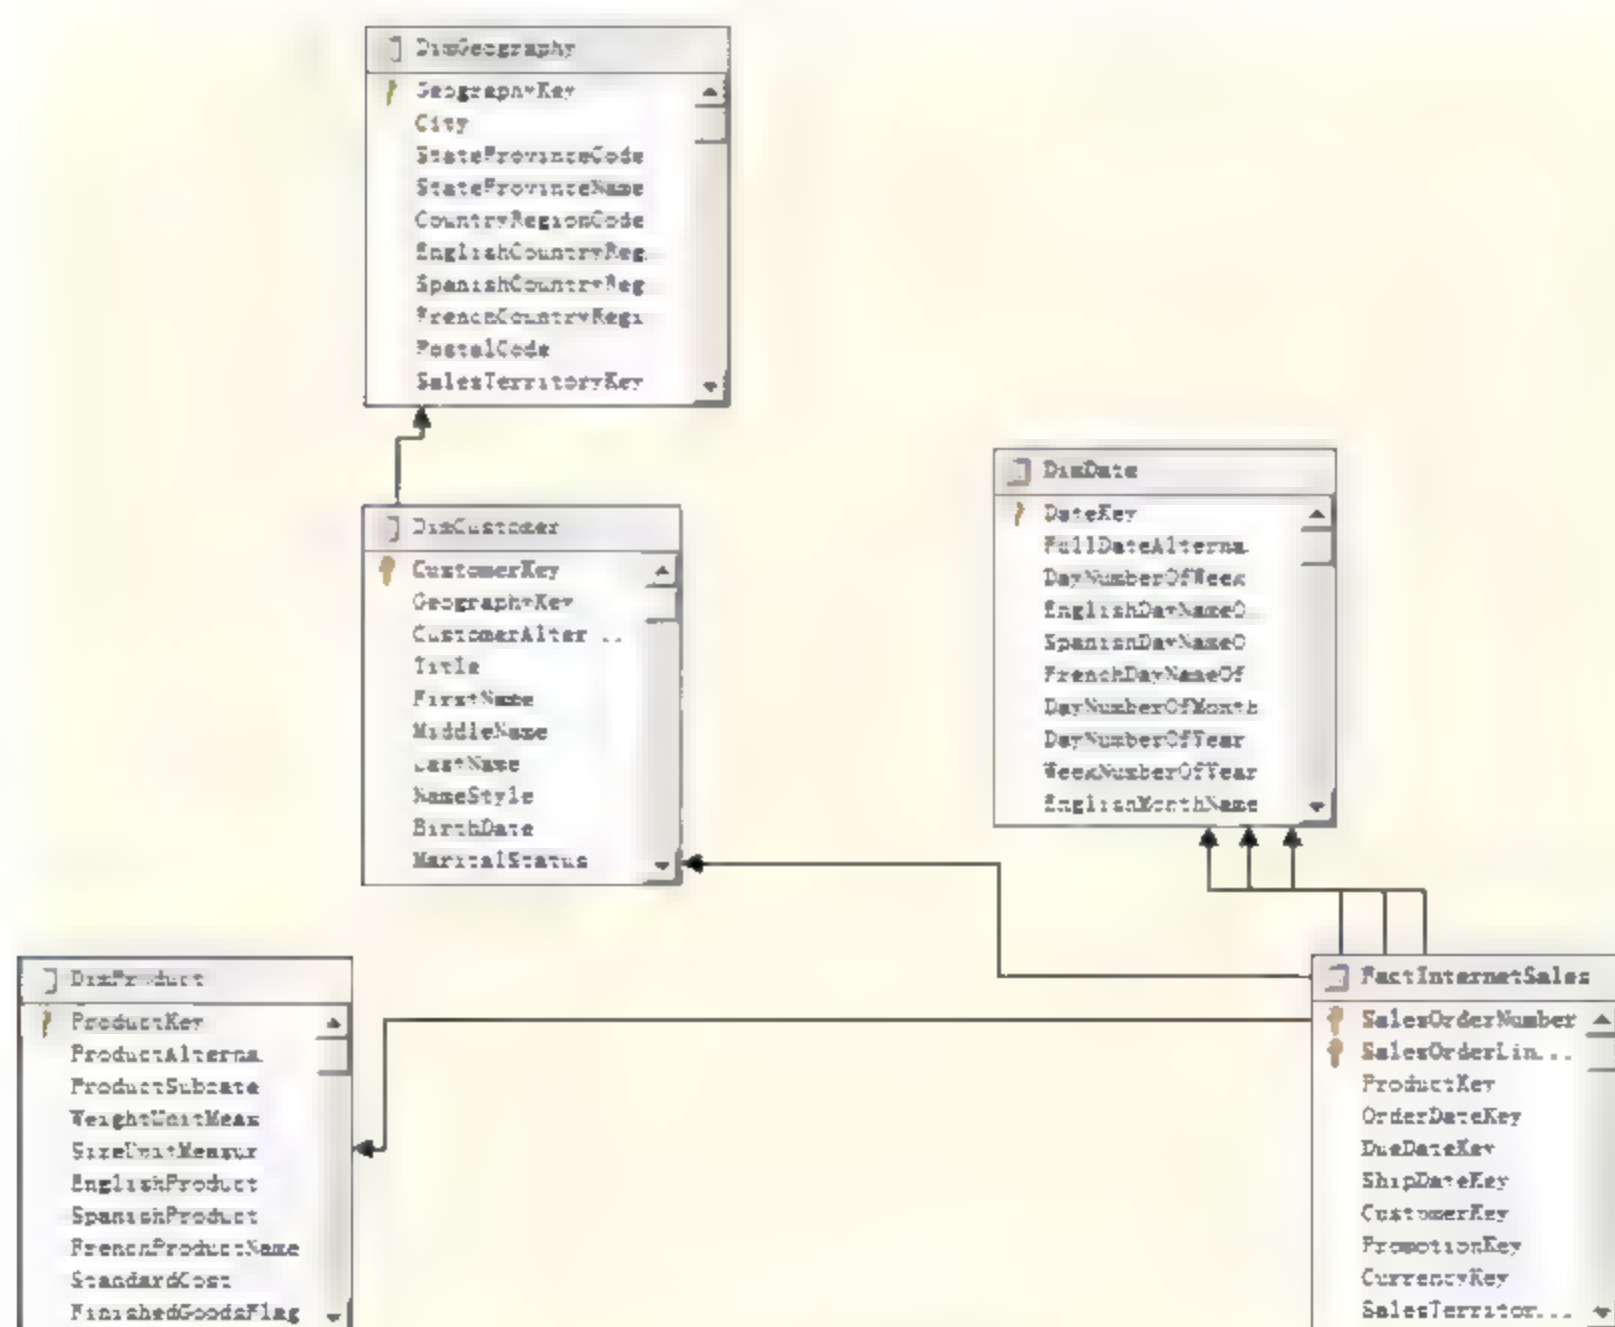 DimGeography
GeographyKey
City
StateProvinceCode
StateProvinceName
CountryRegionCode
EnglishCountryReg
SpanishCountryReg
FrenchCountryRegi
PostalCode
SalesTerritoryKey
DimCustomer
CustomerKey
GeographyKey
CustomerAlter...
Title
FirstName
MiddleName
LastName
NameStyle
BirthDate
MaritalStatus
DimDate
DateKey
FullDateAlterna
DayNumberOfWeek
EnglishDayNameO
SpanishDayNameO
FrenchDayNameOf
DayNumberOfMonth
DayNumberOfYear
WeekNumberOfYear
EnglishMonthName
DimProduct
ProductKey
ProductAlterna
ProductSubcate
WeightUnitMeas
SizeUnitMeasur
EnglishProduct
SpanishProduct
FrenchProductName
StandardCost
FinishedGoodsFlag
FactInternetSales
SalesOrderNumber
SalesOrderLin...
ProductKey
OrderDateKey
DueDateKey
ShipDateKey
CustomerKey
PromotionKey
CurrencyKey
SalesTerritor...